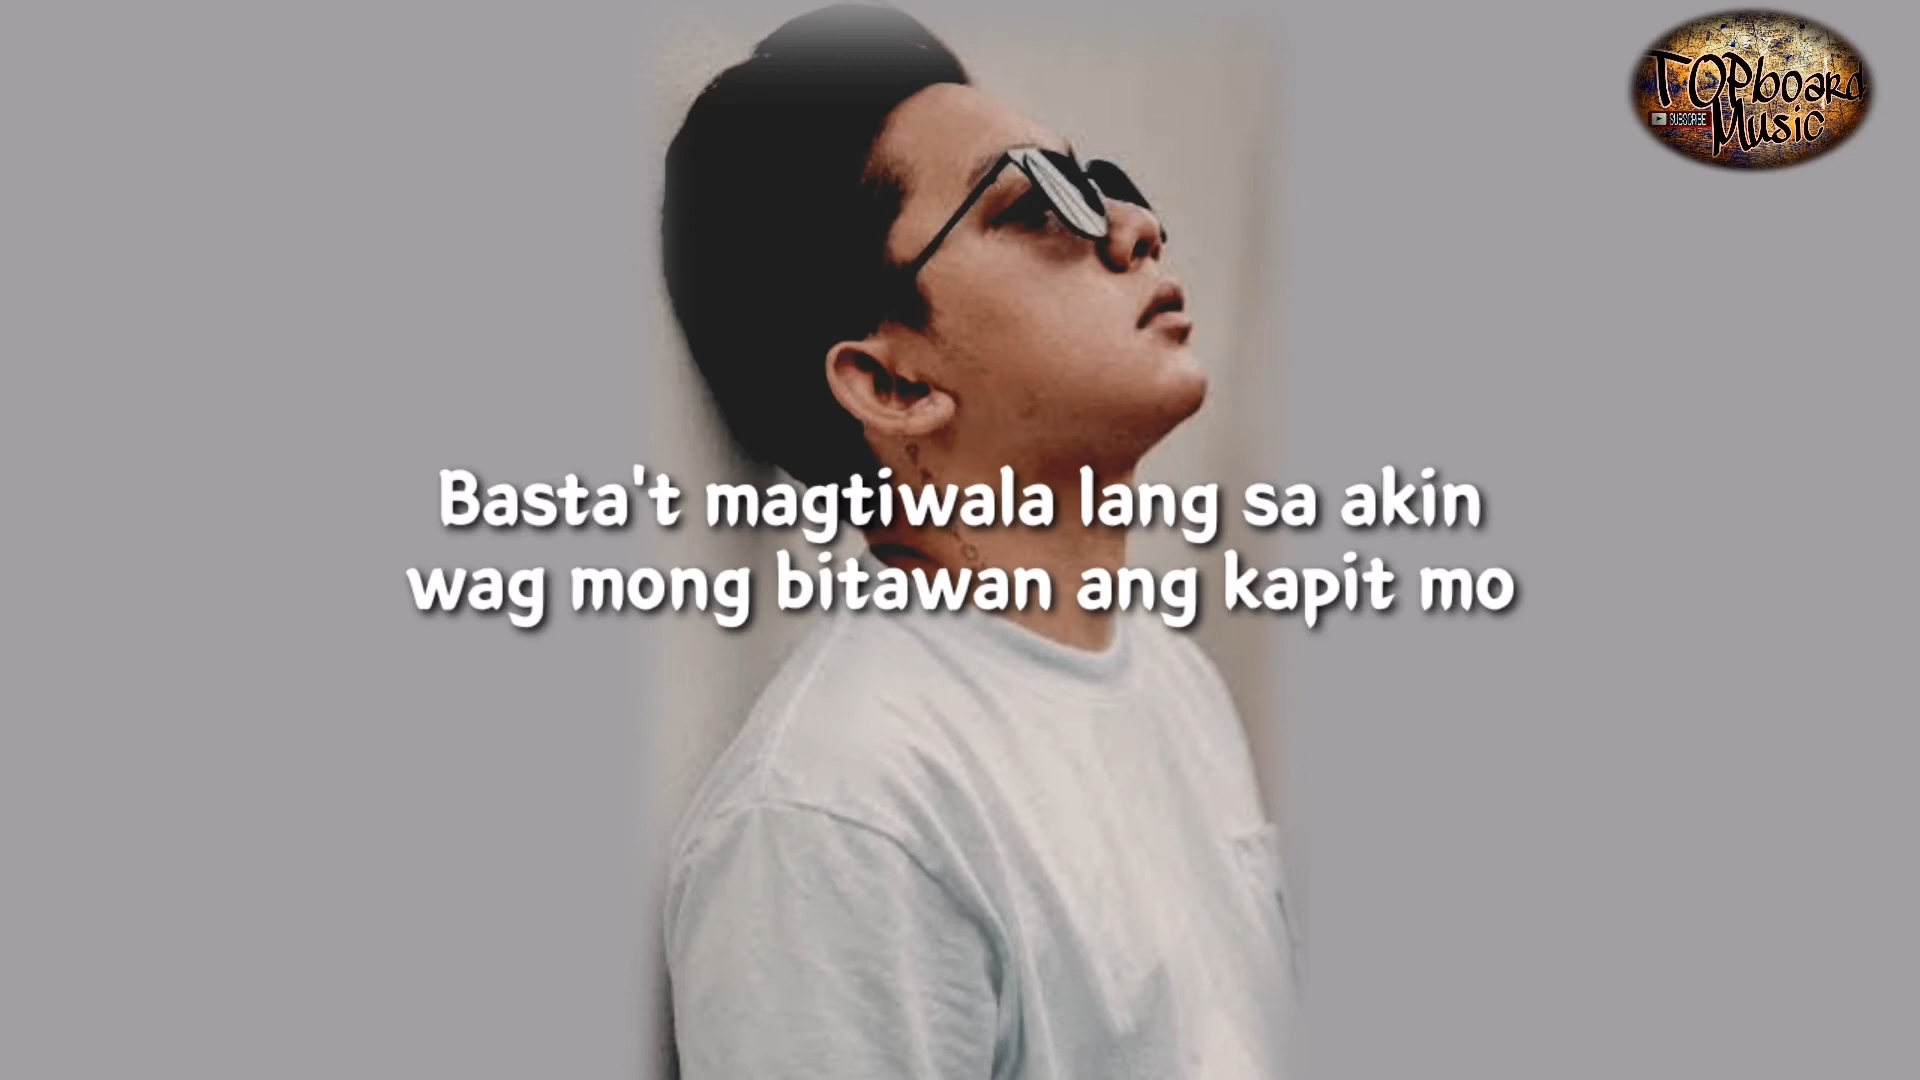 TOPboard
SUBSCRIBE
Music
Basta't magtiwala lang sa akin
wag mong bitawan ang kapit mo